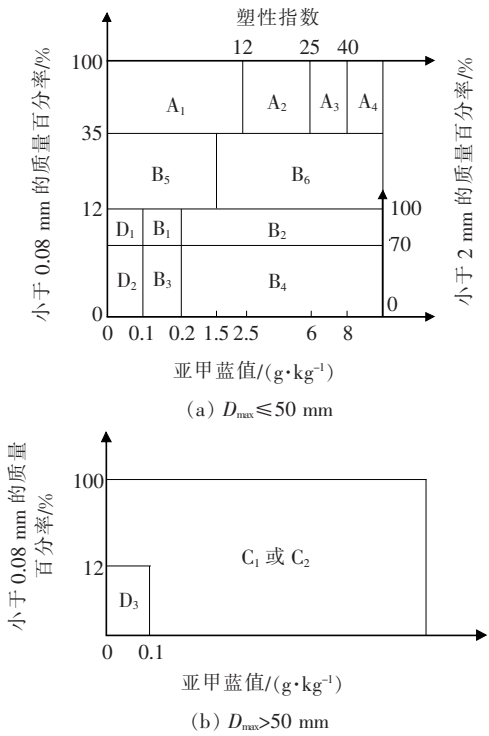 塑性指数
12 25 40
100
A₁ A₂ A₃ A₄
35
B₅ B₆
12 100
D₁ B₁ B₂
70
D₂ B₃ B₄
0 0
0 0.1 0.2 1.5 2.5 6 8
小于 0.08 mm 的质量百分率/%
小于 2 mm 的质量百分率/%
亚甲蓝值/(g·kg⁻¹)
(a) Dmax≤50 mm
小于 0.08 mm 的质量
百分率/%
100
C₁ 或 C₂
12
D₃
0 0.1
亚甲蓝值/(g·kg⁻¹)
(b) Dmax>50 mm